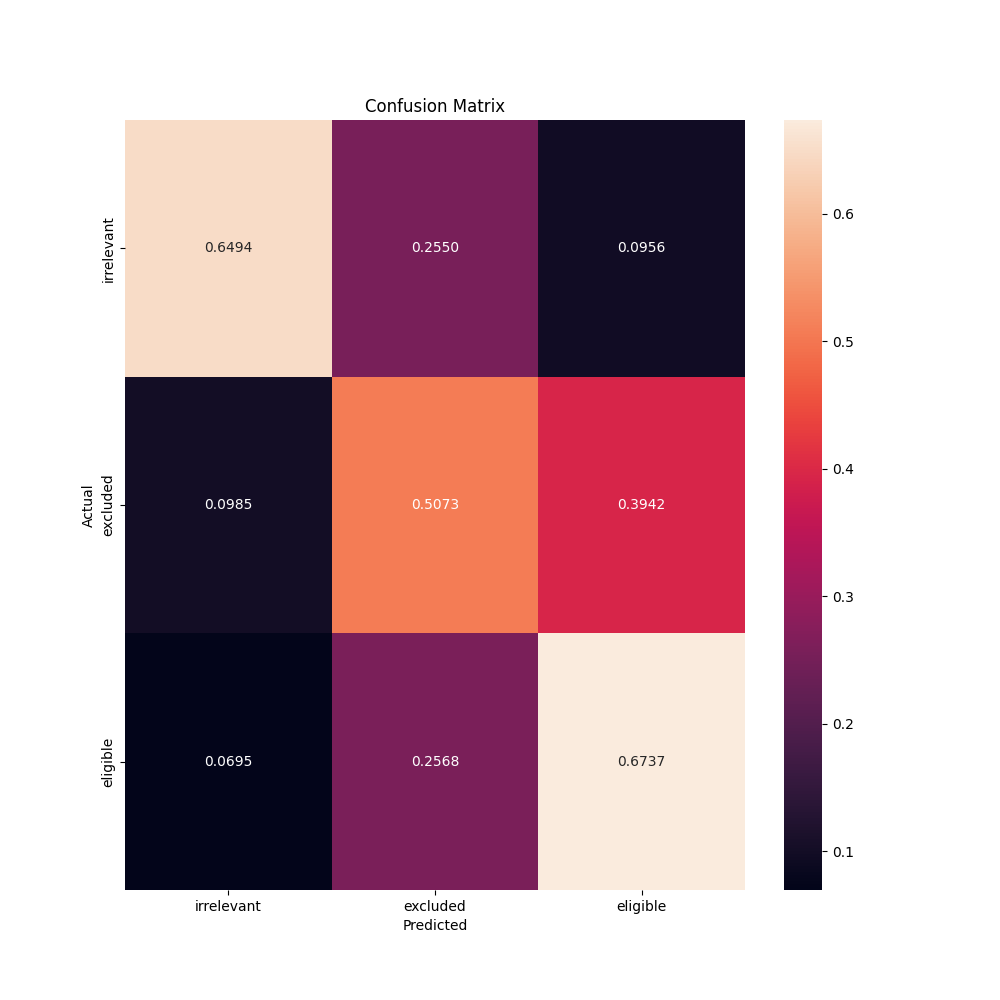 Confusion Matrix
irrelevant
0.6494 0.2550 0.0956
Actual
excluded
0.0985 0.5073 0.3942
eligible
0.0695 0.2568 0.6737
irrelevant excluded eligible
Predicted
0.6
0.5
0.4
0.3
0.2
0.1